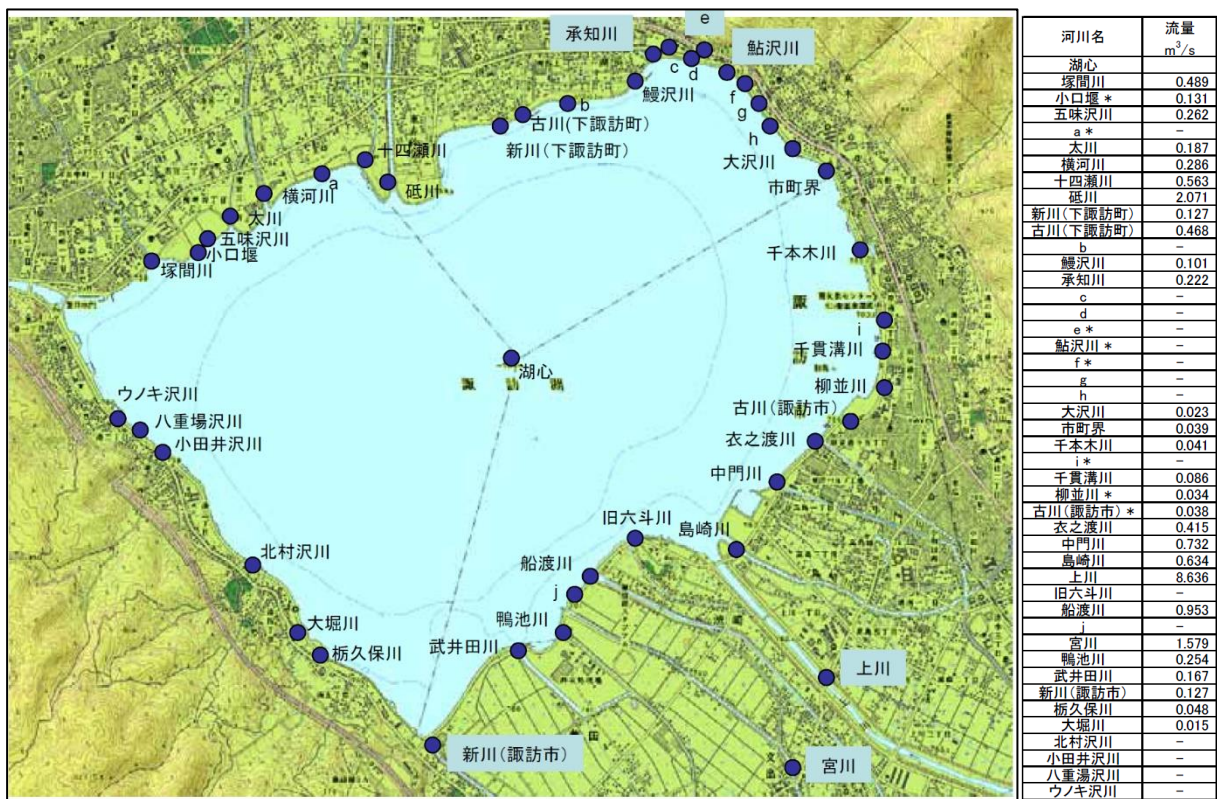 e
承知川
鮎沢川
c
d
鰻沢川
f
g
b
古川(下諏訪町)
h
新川(下諏訪町)
大沢川
十四瀬川
市町界
a
砥川
横河川
太川
五味沢川
小口堰
千本木川
塚間川
諏
i
千貫溝川
湖心
諏 訪 湖
柳並川
ウノキ沢川
古川(諏訪市)
八重場沢川
衣之渡川
小田井沢川
中門川
旧六斗川
島崎川
北村沢川
船渡川
j
大堀川
鴨池川
武井田川
栃久保川
上川
新川(諏訪市)
宮川
河川名 流量 m³/s
湖心
塚間川 0.489
小口堰* 0.131
五味沢川 0.262
a* -
太川 0.187
横河川 0.286
十四瀬川 0.563
砥川 2.071
新川(下諏訪町) 0.127
古川(下諏訪町) 0.468
b -
鰻沢川 0.101
承知川 0.222
c -
d -
e* -
鮎沢川* -
f* -
g -
h -
大沢川 0.023
市町界 0.039
千本木川 0.041
i* -
千貫溝川 0.086
柳並川* 0.034
古川(諏訪市)* 0.038
衣之渡川 0.415
中門川 0.732
島崎川 0.634
上川 8.636
旧六斗川 -
船渡川 0.953
j -
宮川 1.579
鴨池川 0.254
武井田川 0.167
新川(諏訪市) 0.127
栃久保川 0.048
大堀川 0.015
北村沢川 -
小田井沢川 -
八重湯沢川 -
ウノキ沢川 -